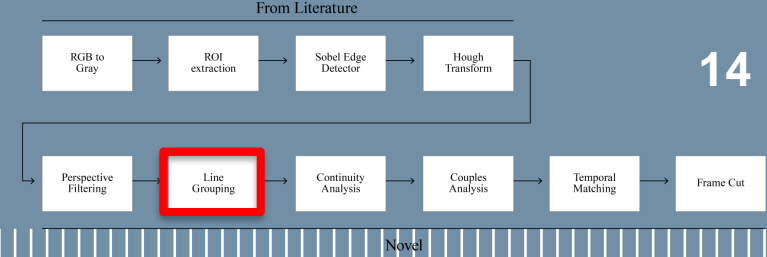 From Literature
14
RGB to
Gray
ROI
extraction
Sobel Edge
Detector
Hough
Transform
Perspective
Filtering
Line
Grouping
Continuity
Analysis
Couples
Analysis
Temporal
Matching
Frame Cut
Novel